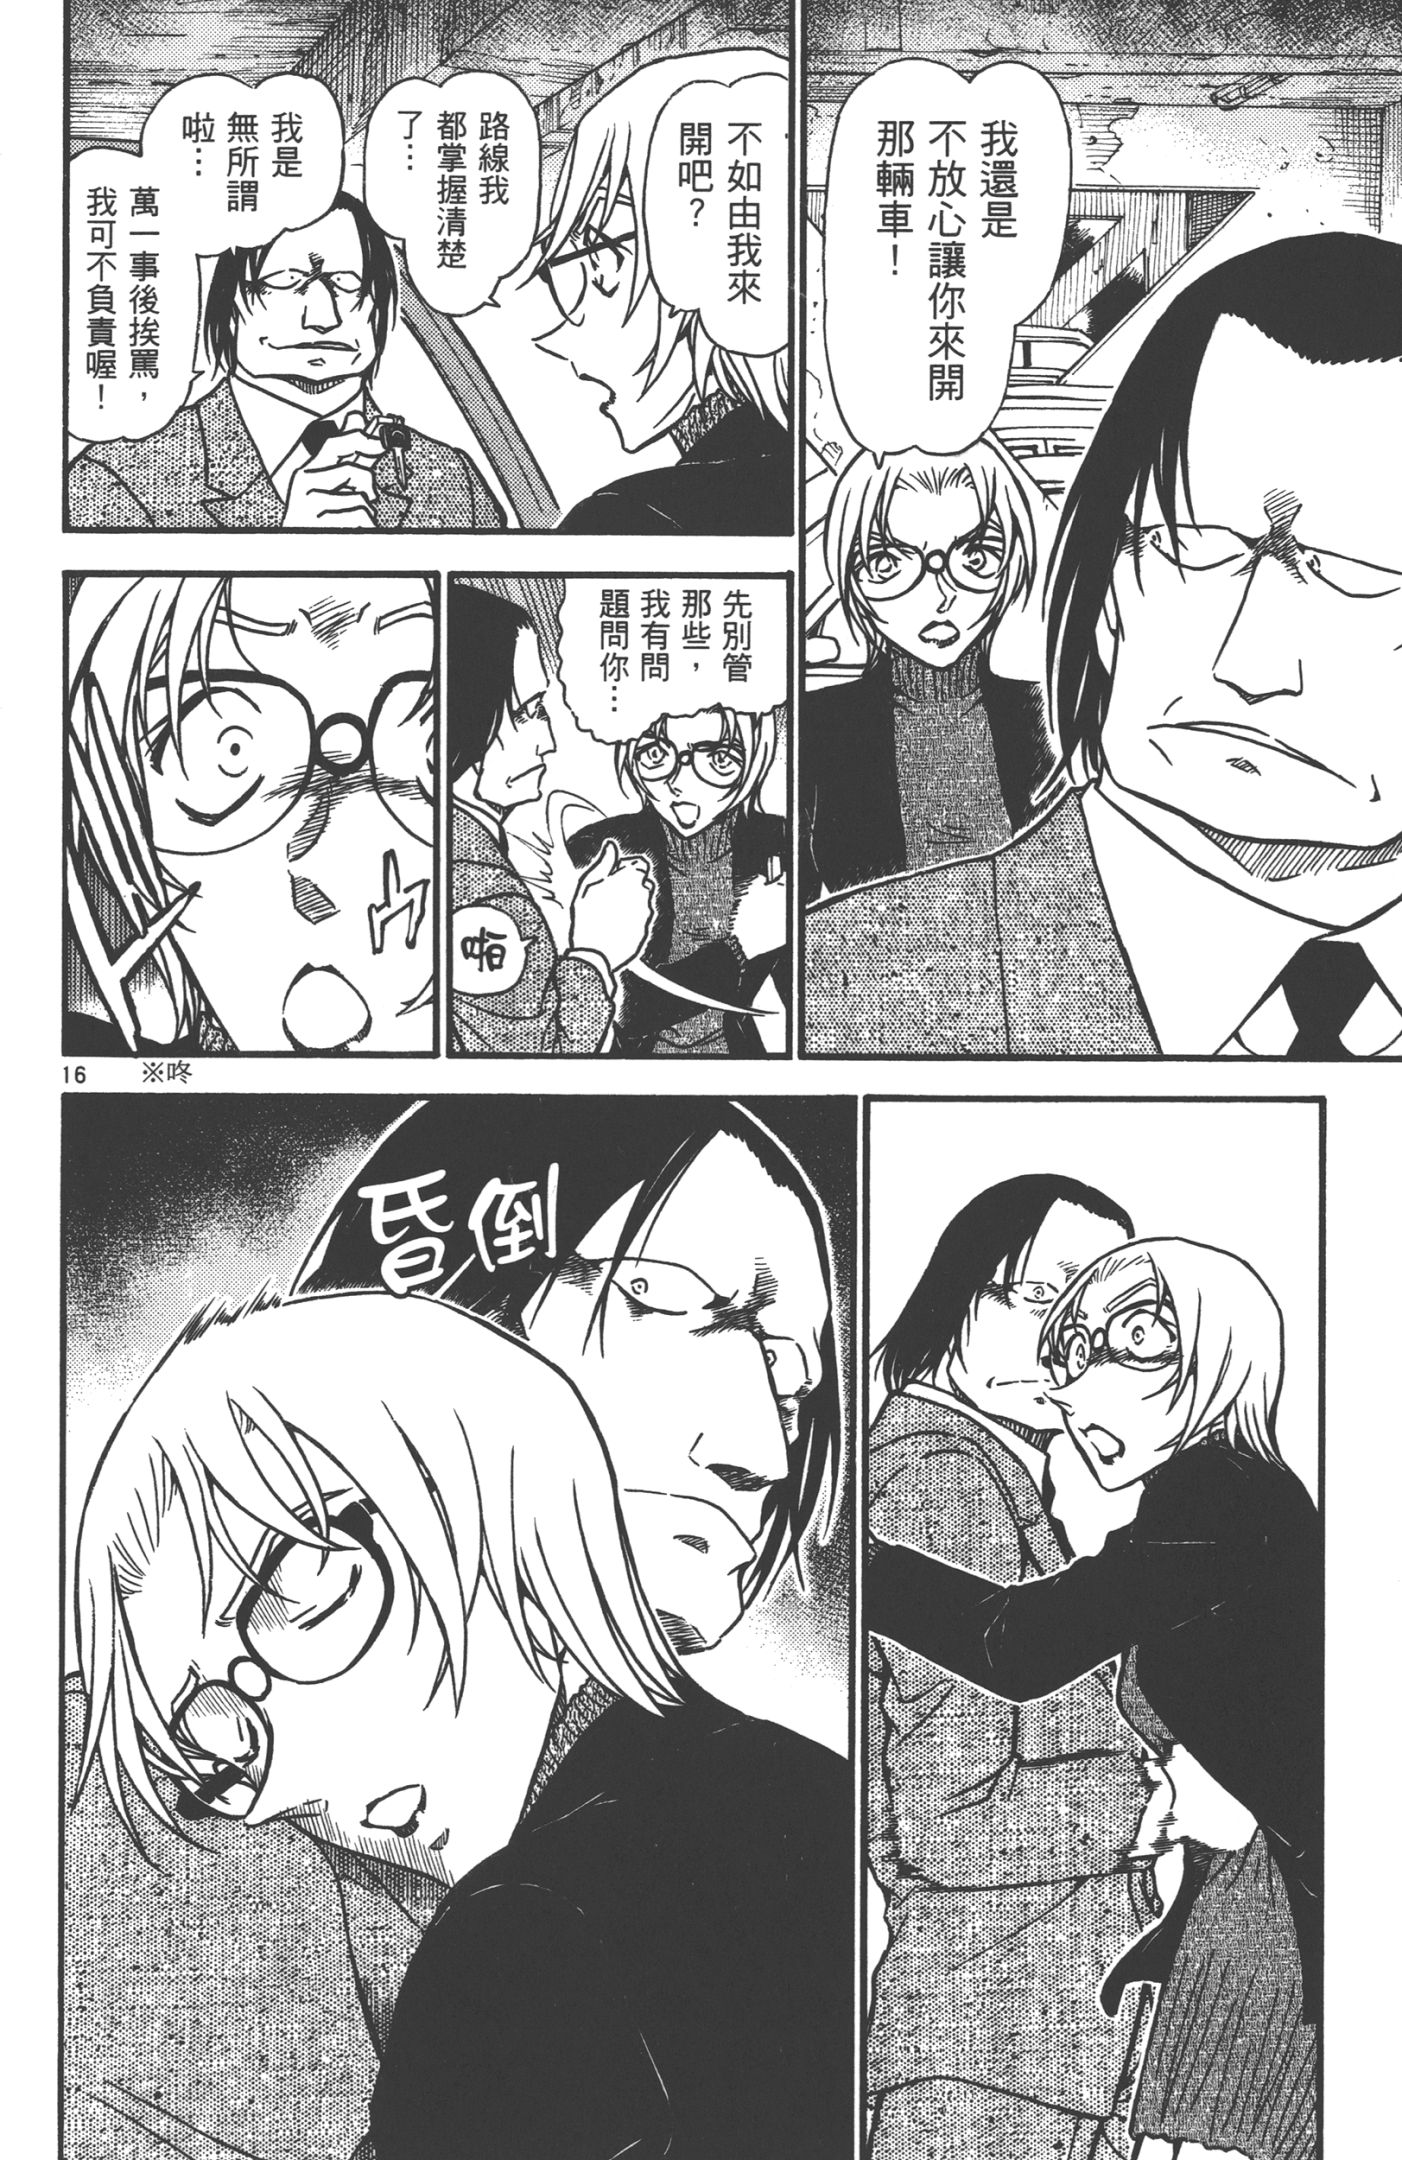 我還是
不放心讓你來開
那輛車！
不如由我來
開吧？
路線我
都掌握清楚
了…
我是
無所謂
啦…
萬一事後挨罵，
我可不負責喔！
先別管
那些，
我有問
題問你…
啪
ドウ
16
※咚
昏倒